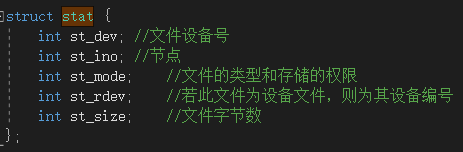 struct stat {
int st_dev; //文件设备号
int st_ino; //节点
int st_mode; //文件的类型和存储的权限
int st_rdev; //若此文件为设备文件，则为其设备编号
int st_size; //文件字节数
};